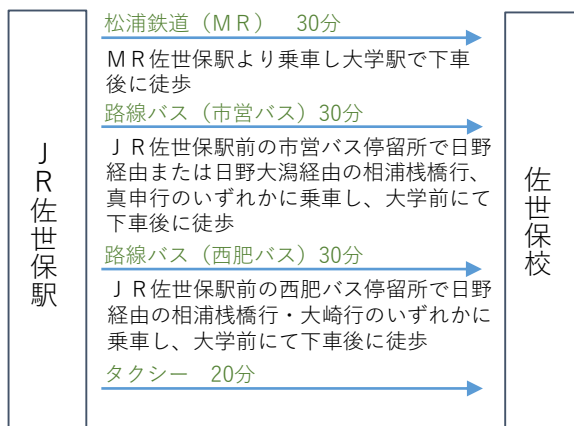 松浦鉄道（ＭＲ）　30分
ＭＲ佐世保駅より乗車し大学駅で下車
後に徒歩
路線バス（市営バス）30分
ＪＲ佐世保駅前の市営バス停留所で日野
経由または日野大潟経由の相浦桟橋行、
真申行のいずれかに乗車し、大学前にて
下車後に徒歩
路線バス（西肥バス）30分
ＪＲ佐世保駅前の西肥バス停留所で日野
経由の相浦桟橋行・大崎行のいずれかに
乗車し、大学前にて下車後に徒歩
タクシー　20分
ＪＲ佐世保駅
佐世保校